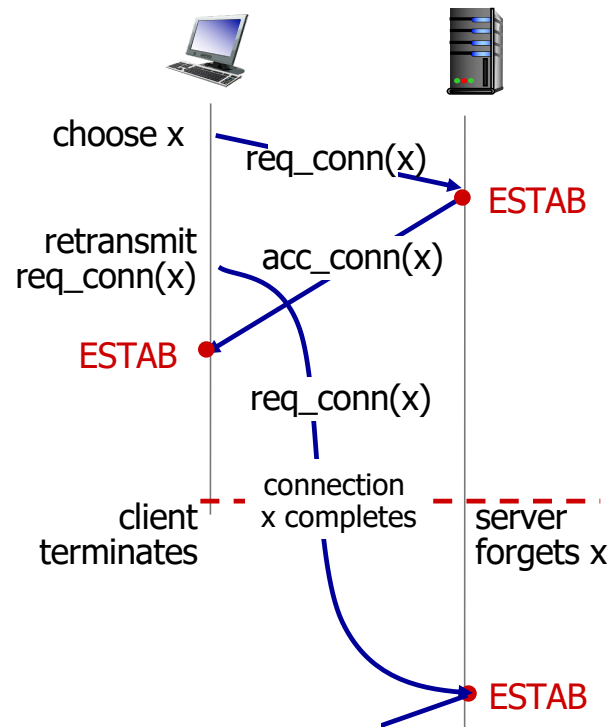 choose x
req_conn(x)
ESTAB
retransmit
req_conn(x)
acc_conn(x)
ESTAB
req_conn(x)
connection
x completes
client
terminates
server
forgets x
ESTAB